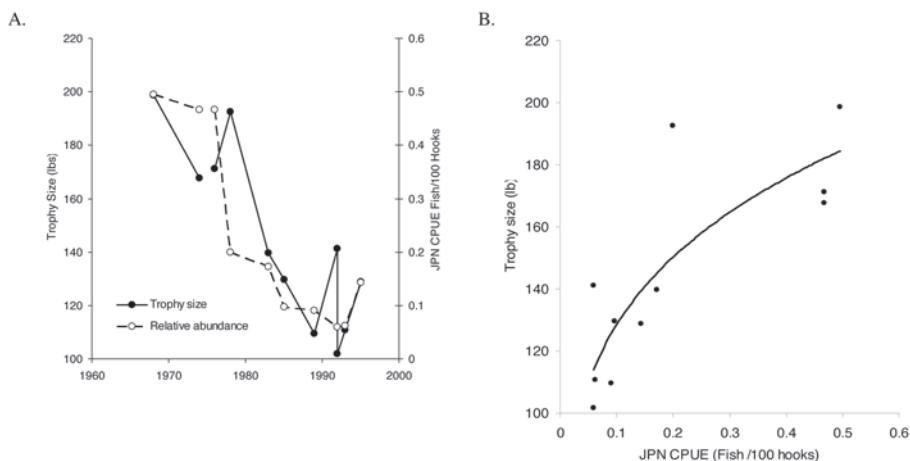 A.
220
200
180
160
140
120
100
Trophy Size (lbs)
0.6
0.5
0.4
0.3
0.2
0.1
0
JPN CPUE Fish/100 Hooks
Trophy size
Relative abundance
1960 1970 1980 1990 2000
B.
220
200
180
160
140
120
100
Trophy size (lb)
0 0.1 0.2 0.3 0.4 0.5 0.6
JPN CPUE (Fish /100 hooks)